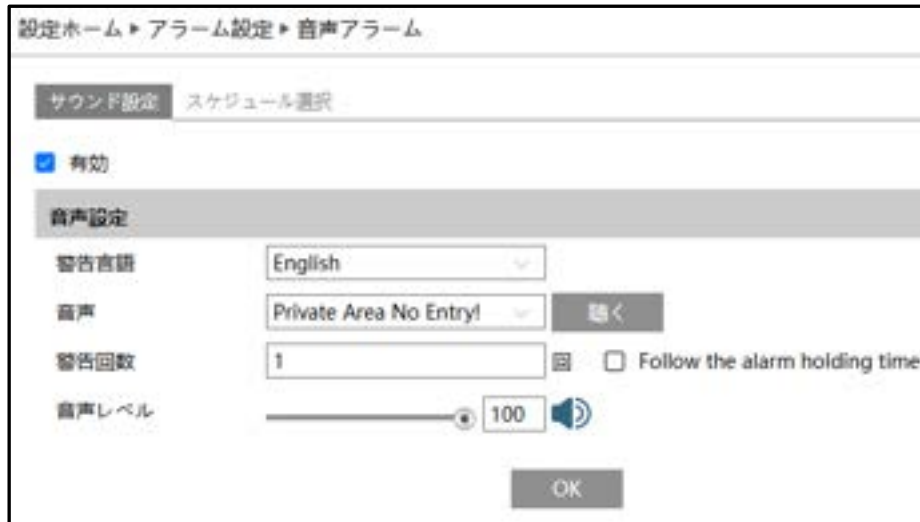 設定ホーム ▸ アラーム設定 ▸ 音声アラーム
サウンド設定 スケジュール選択
有効
音声設定
警告言語 English
音声 Private Area No Entry! 聴く
警告回数 1 回 Follow the alarm holding time
音声レベル 100
OK